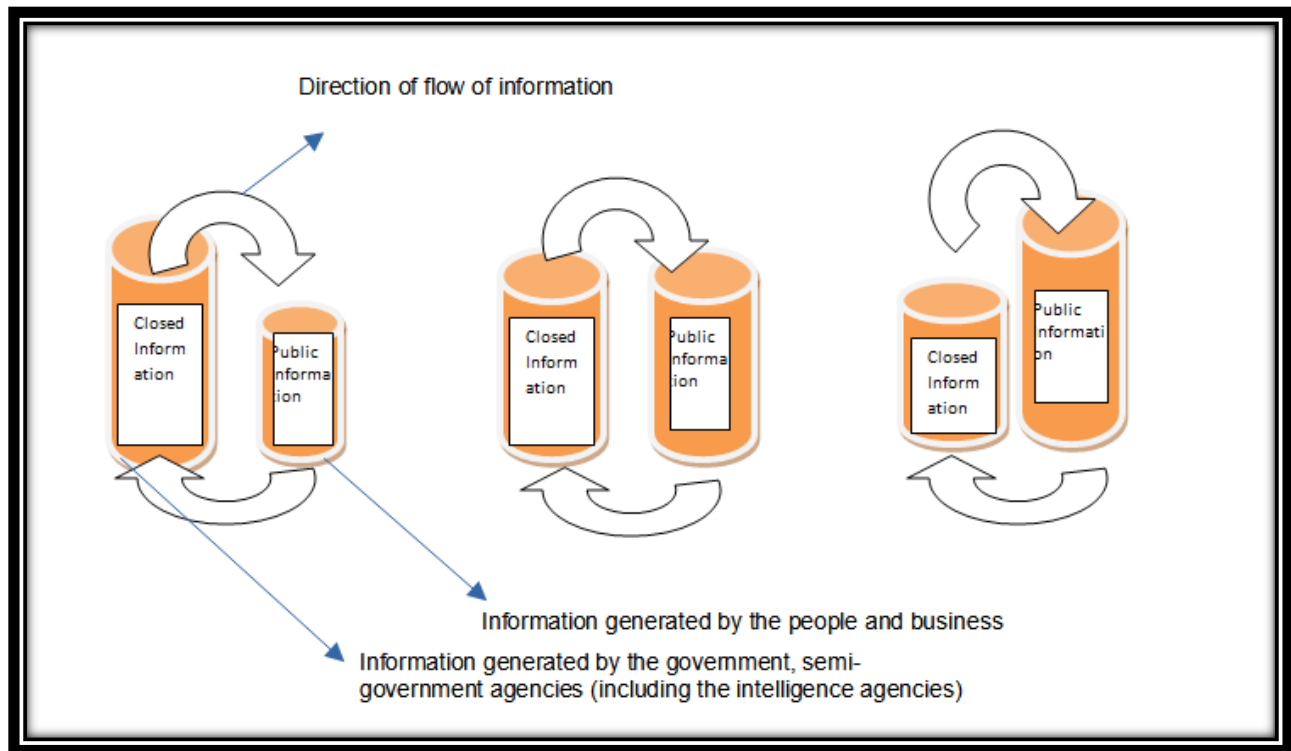 Direction of flow of information
Closed
Inform
ation
Public
Informa
tion
Closed
Inform
ation
Public
Informa
tion
Closed
Inform
ation
Public
Informati
on
Information generated by the people and business
Information generated by the government, semi-
government agencies (including the intelligence agencies)